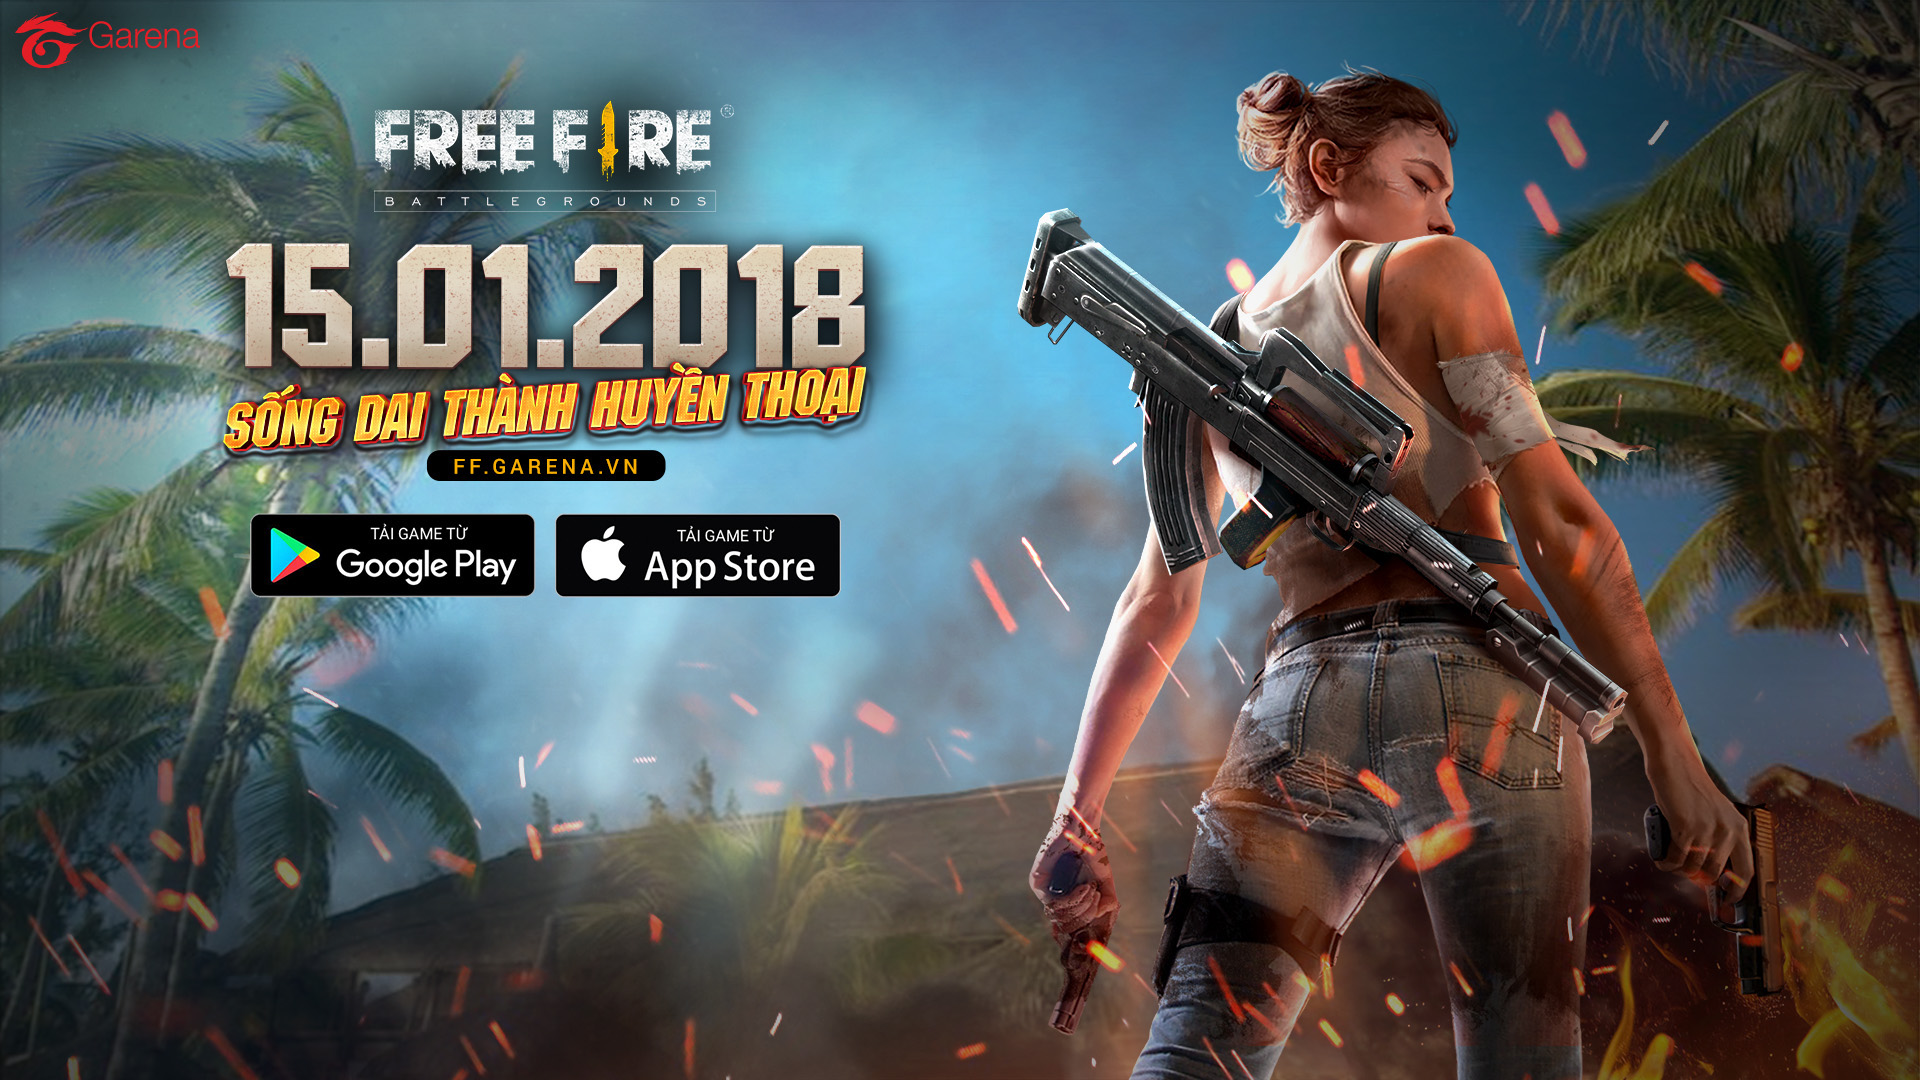 Garena
FREE FIRE ®
BATTLEGROUNDS
15.01.2018
SỐNG DAI THÀNH HUYỀN THOẠI
FF.GARENA.VN
TẢI GAME TỪ
Google Play
TẢI GAME TỪ
App Store